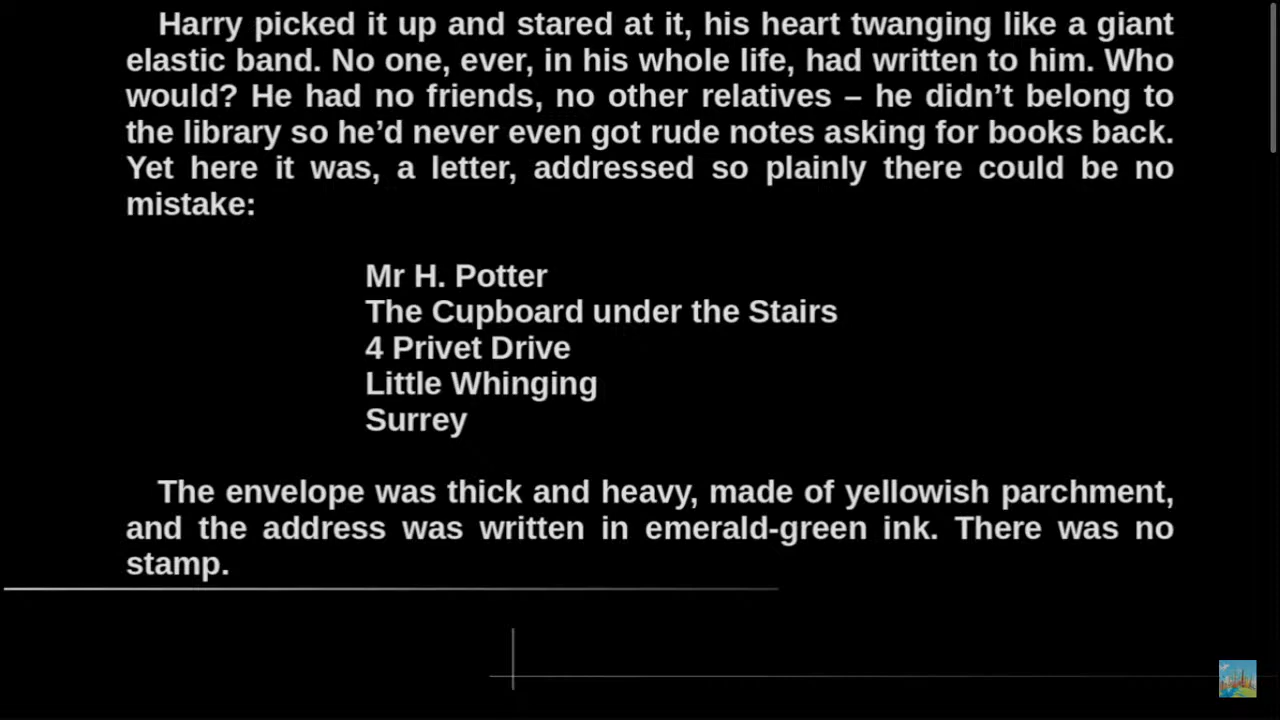 Harry picked it up and stared at it, his heart twanging like a giant
elastic band. No one, ever, in his whole life, had written to him. Who
would? He had no friends, no other relatives – he didn’t belong to
the library so he’d never even got rude notes asking for books back.
Yet here it was, a letter, addressed so plainly there could be no
mistake:
Mr H. Potter
The Cupboard under the Stairs
4 Privet Drive
Little Whinging
Surrey
The envelope was thick and heavy, made of yellowish parchment,
and the address was written in emerald-green ink. There was no
stamp.